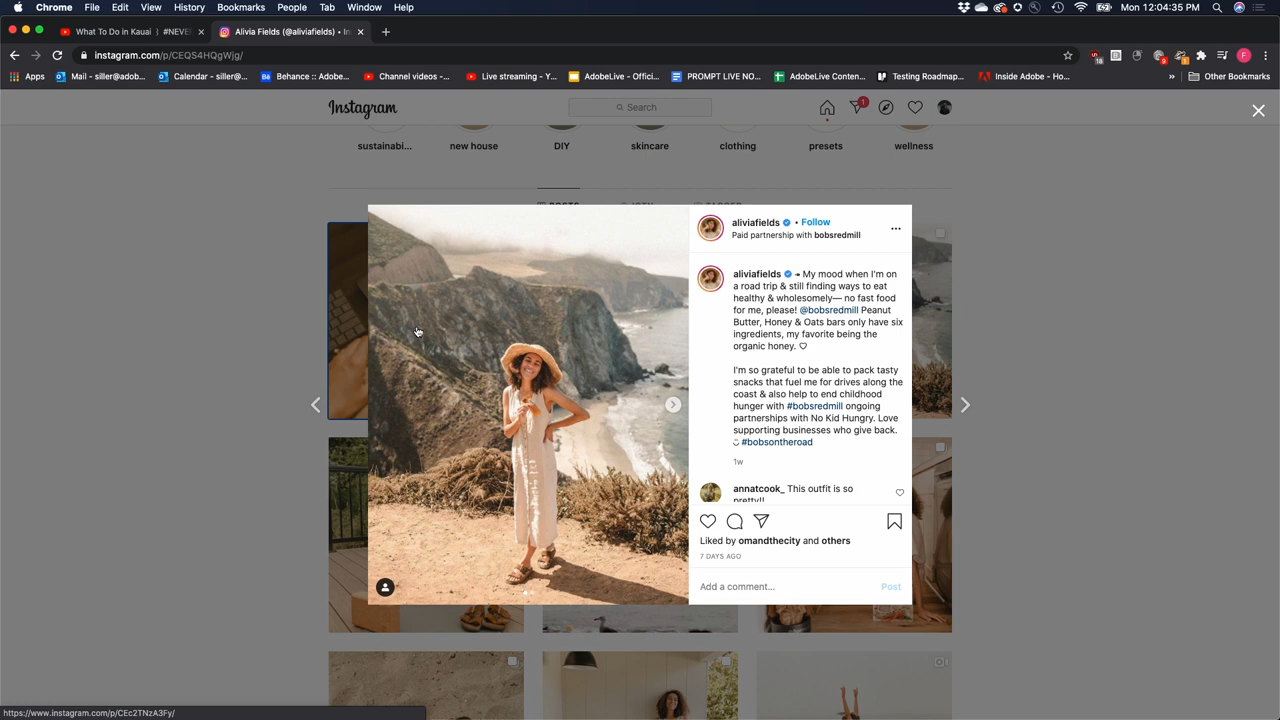 Chrome File Edit View History Bookmarks People Tab Window Help Mon 12:04:35 PM
What To Do in Kauai | #NEVE
Alivia Fields (@aliviafields) • In
instagram.com/p/CEQS4HQgWjg/
Apps Mail - siller@adob... Calendar - siller@... Behance :: Adobe... Channel videos -... Live streaming - Y... AdobeLive - Offici... PROMPT LIVE NO... AdobeLive Conten... Testing Roadmap... Inside Adobe - Ho... » Other Bookmarks
Instagram
Search
1
sustainabi... new house DIY skincare clothing presets wellness
aliviafields • Follow
Paid partnership with bobsredmill
aliviafields My mood when I'm on
a road trip & still finding ways to eat
healthy & wholesomely— no fast food
for me, please! @bobsredmill Peanut
Butter, Honey & Oats bars only have six
ingredients, my favorite being the
organic honey. ♡
I'm so grateful to be able to pack tasty
snacks that fuel me for drives along the
coast & also help to end childhood
hunger with #bobsredmill ongoing
partnerships with No Kid Hungry. Love
supporting businesses who give back.
#bobsontheroad
1w
annatcook_ This outfit is so
pretty!!
Liked by omandthecity and others
7 DAYS AGO
Add a comment... Post
https://www.instagram.com/p/CEc2TNzA3Fy/